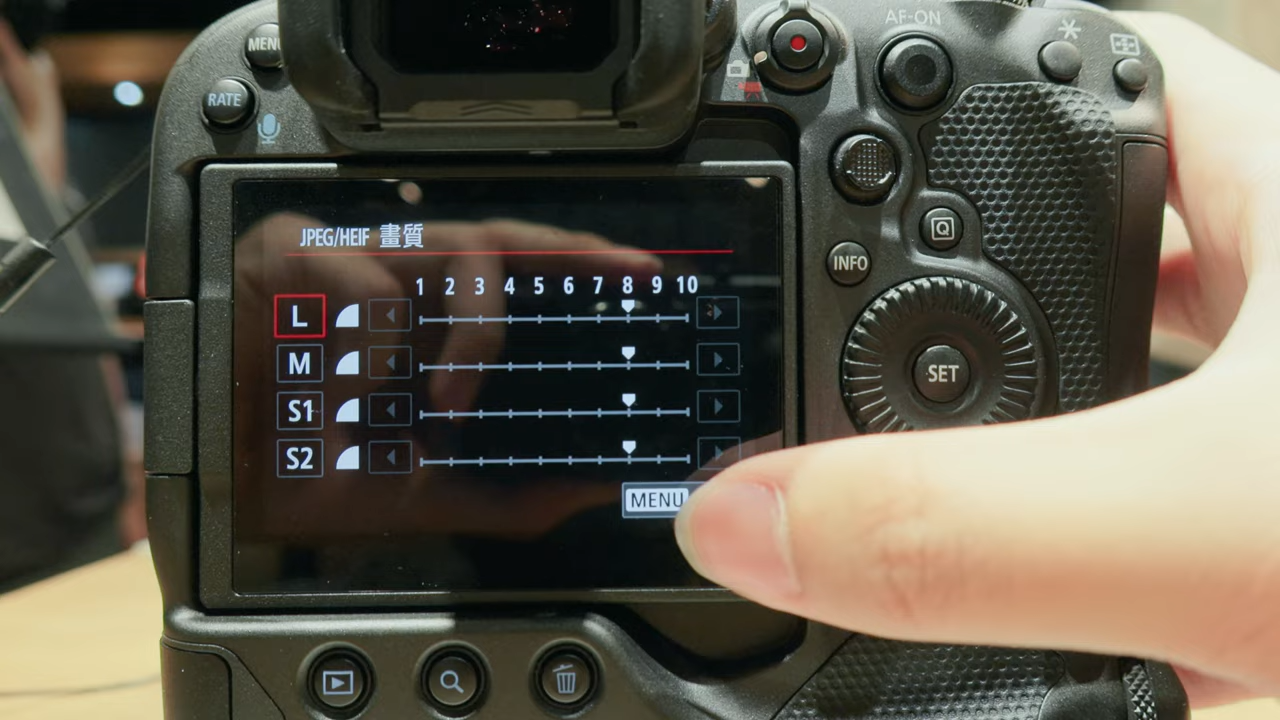 MENU
AF-ON
RATE
JPEG/HEIF 畫質
1 2 3 4 5 6 7 8 9 10
L
M
S1
S2
MENU
Q
INFO
SET